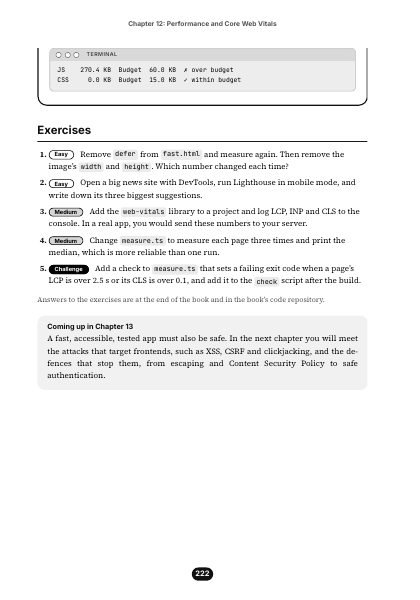 Chapter 12: Performance and Core Web Vitals
TERMINAL
JS 270.4 KB Budget 60.0 KB ✗ over budget
CSS 0.0 KB Budget 15.0 KB ✓ within budget
Exercises
1. Easy Remove defer from fast.html and measure again. Then remove the
image's width and height. Which number changed each time?
2. Easy Open a big news site with DevTools, run Lighthouse in mobile mode, and
write down its three biggest suggestions.
3. Medium Add the web-vitals library to a project and log LCP, INP and CLS to the
console. In a real app, you would send these numbers to your server.
4. Medium Change measure.ts to measure each page three times and print the
median, which is more reliable than one run.
5. Challenge Add a check to measure.ts that sets a failing exit code when a page's
LCP is over 2.5 s or its CLS is over 0.1, and add it to the check script after the build.
Answers to the exercises are at the end of the book and in the book's code repository.
Coming up in Chapter 13
A fast, accessible, tested app must also be safe. In the next chapter you will meet
the attacks that target frontends, such as XSS, CSRF and clickjacking, and the de-
fences that stop them, from escaping and Content Security Policy to safe
authentication.
222